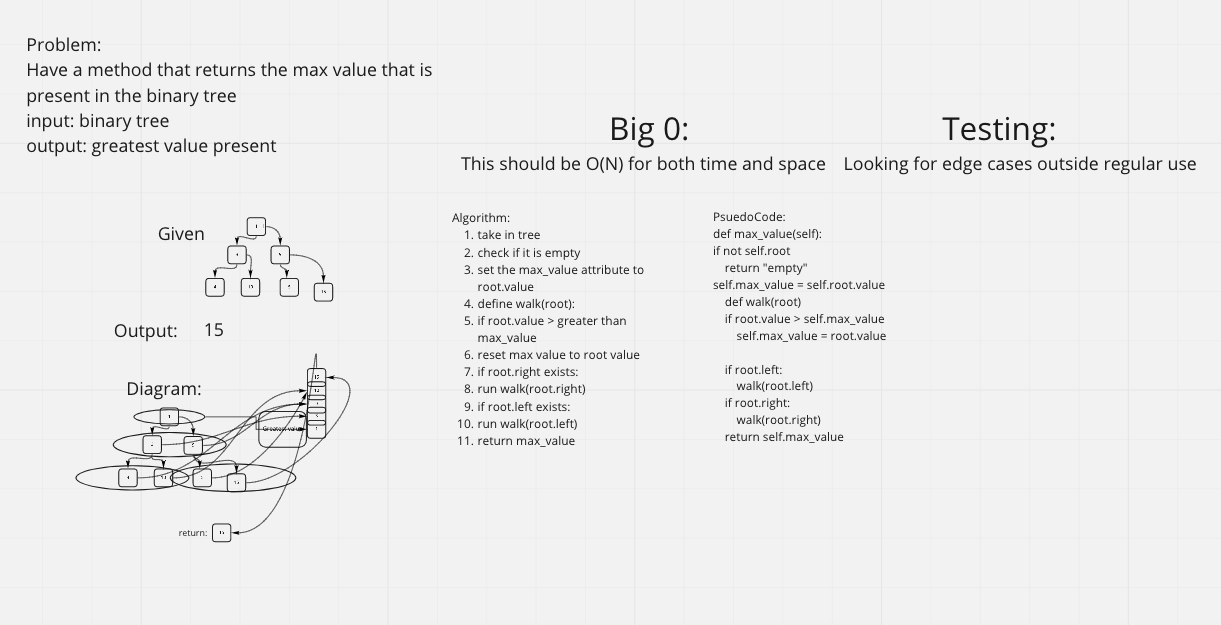 Problem:
Have a method that returns the max value that is
present in the binary tree
input: binary tree
output: greatest value present
Big 0:
This should be O(N) for both time and space
Testing:
Looking for edge cases outside regular use
Given
Output: 15
Diagram:
Greatest value
return:
Algorithm:
1. take in tree
2. check if it is empty
3. set the max_value attribute to
root.value
4. define walk(root):
5. if root.value > greater than
max_value
6. reset max value to root value
7. if root.right exists:
8. run walk(root.right)
9. if root.left exists:
10. run walk(root.left)
11. return max_value
PsuedoCode:
def max_value(self):
if not self.root
return "empty"
self.max_value = self.root.value
def walk(root)
if root.value > self.max_value
self.max_value = root.value
if root.left:
walk(root.left)
if root.right:
walk(root.right)
return self.max_value